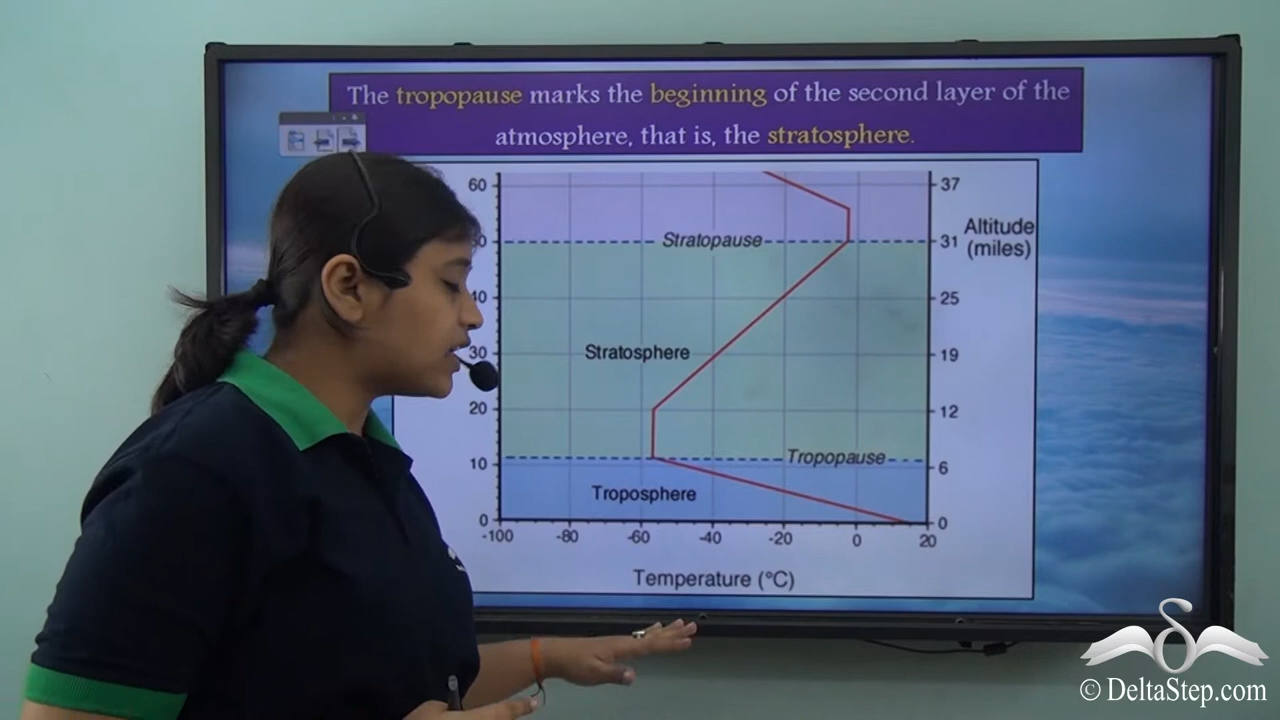 The tropopause marks the beginning of the second layer of the
atmosphere, that is, the stratosphere.
60
37
Stratopause
31
Altitude
(miles)
40
25
Stratosphere
30
19
20
12
Tropopause
10
6
Troposphere
0
0
-100 -80 -60 -40 -20 0 20
Temperature (°C)
© DeltaStep.com